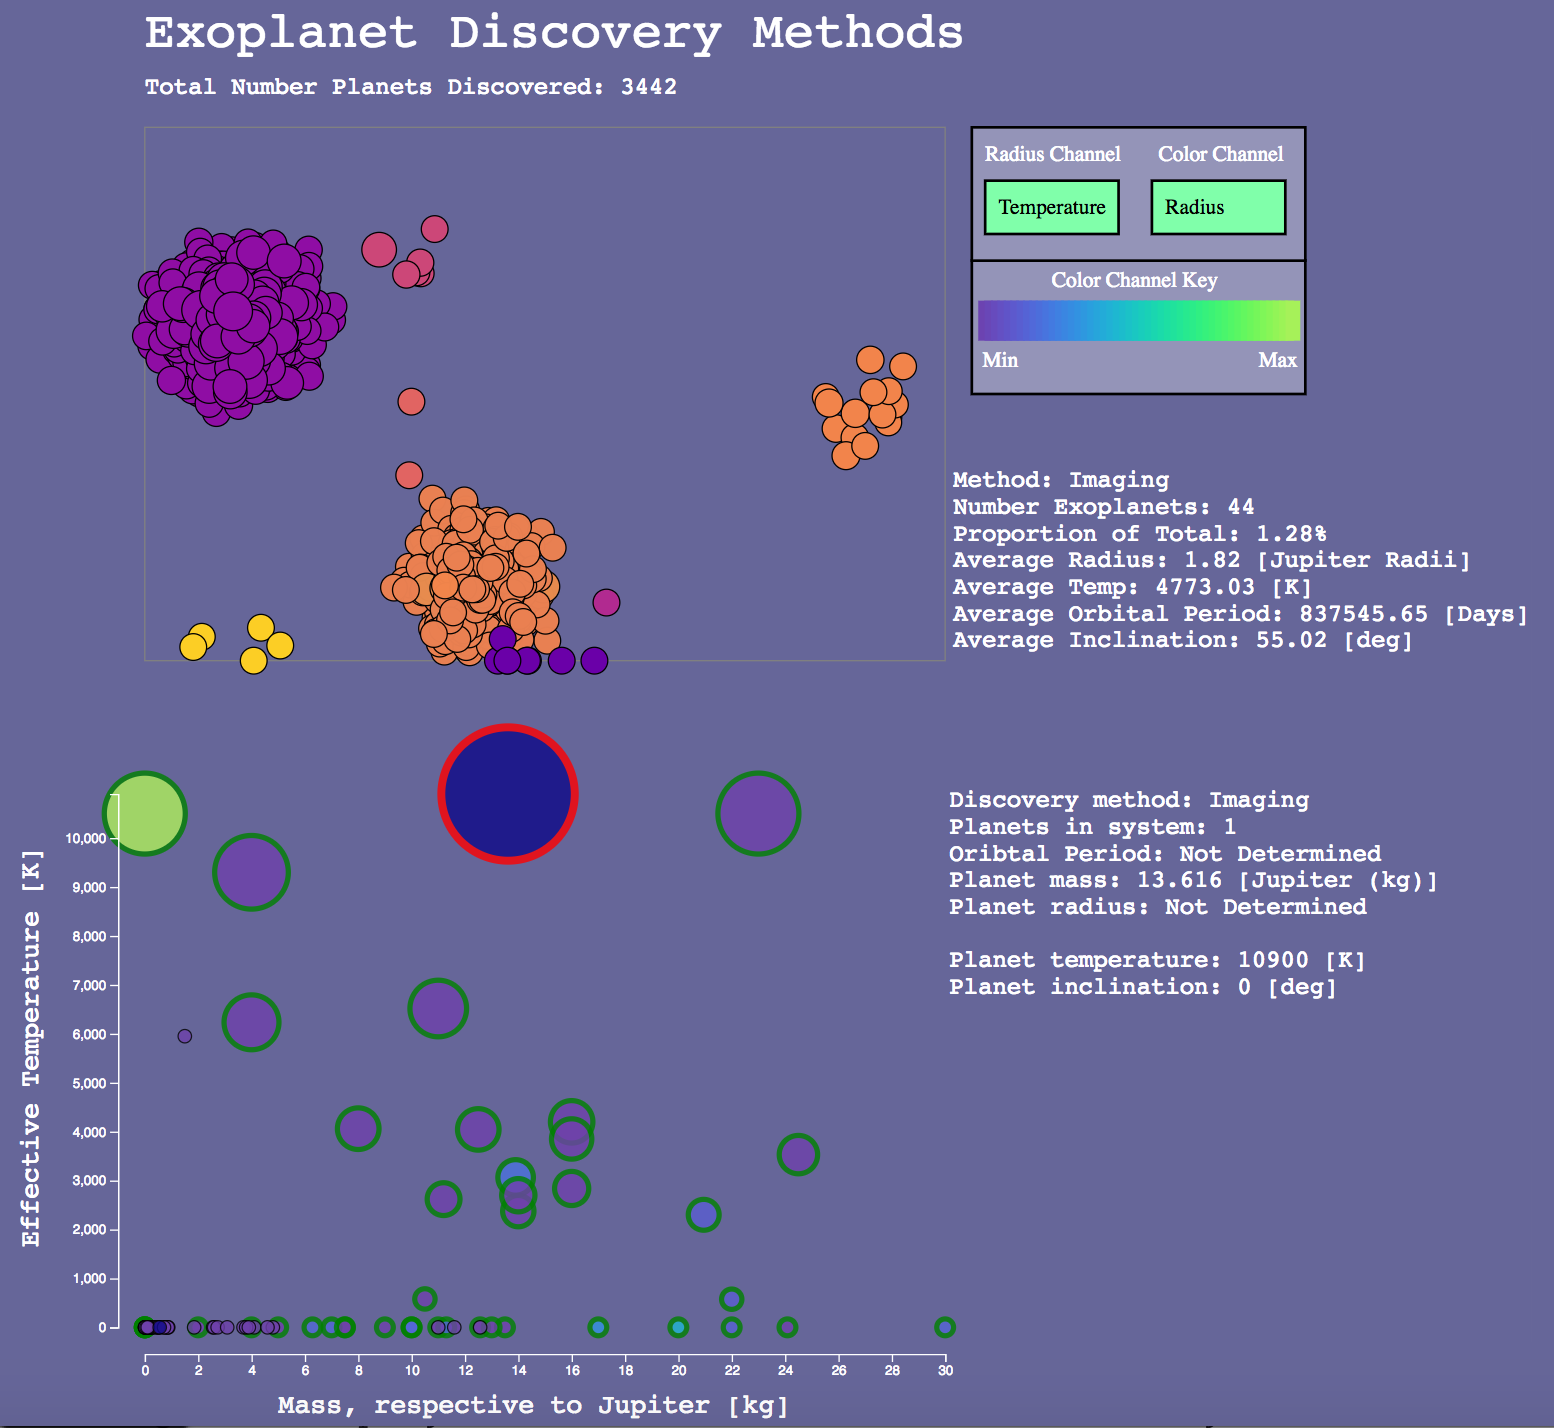 Exoplanet Discovery Methods
Total Number Planets Discovered: 3442
Radius Channel
Color Channel
Temperature
Radius
Color Channel Key
Min
Max
Method: Imaging
Number Exoplanets: 44
Proportion of Total: 1.28%
Average Radius: 1.82 [Jupiter Radii]
Average Temp: 4773.03 [K]
Average Orbital Period: 837545.65 [Days]
Average Inclination: 55.02 [deg]
Discovery method: Imaging
Planets in system: 1
Oribtal Period: Not Determined
Planet mass: 13.616 [Jupiter (kg)]
Planet radius: Not Determined
Planet temperature: 10900 [K]
Planet inclination: 0 [deg]
Effective Temperature [K]
10,000
9,000
8,000
7,000
6,000
5,000
4,000
3,000
2,000
1,000
0
0 2 4 6 8 10 12 14 16 18 20 22 24 26 28 30
Mass, respective to Jupiter [kg]